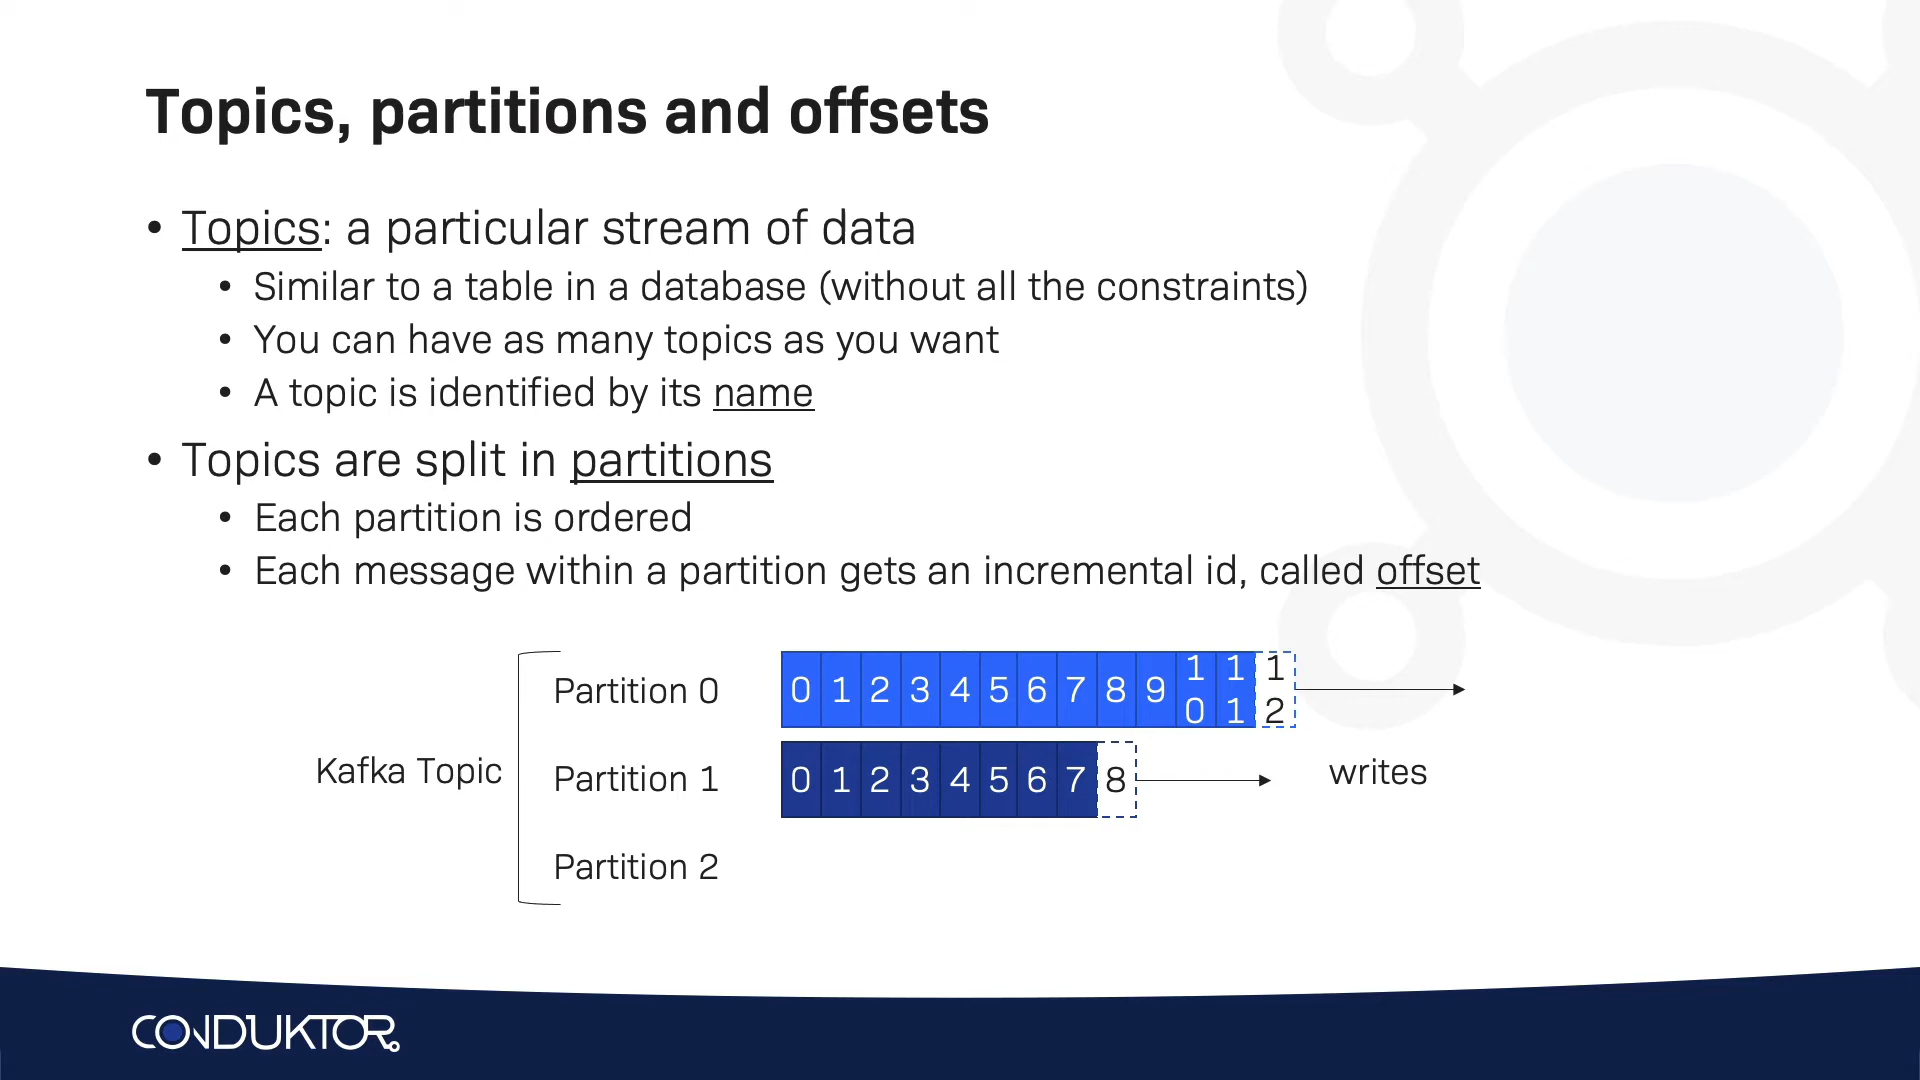 Topics, partitions and offsets
• Topics: a particular stream of data
• Similar to a table in a database (without all the constraints)
• You can have as many topics as you want
• A topic is identified by its name
• Topics are split in partitions
• Each partition is ordered
• Each message within a partition gets an incremental id, called offset
Kafka Topic
Partition 0
0 1 2 3 4 5 6 7 8 9 10 11 12
Partition 1
0 1 2 3 4 5 6 7 8
writes
Partition 2
CONDUKTOR